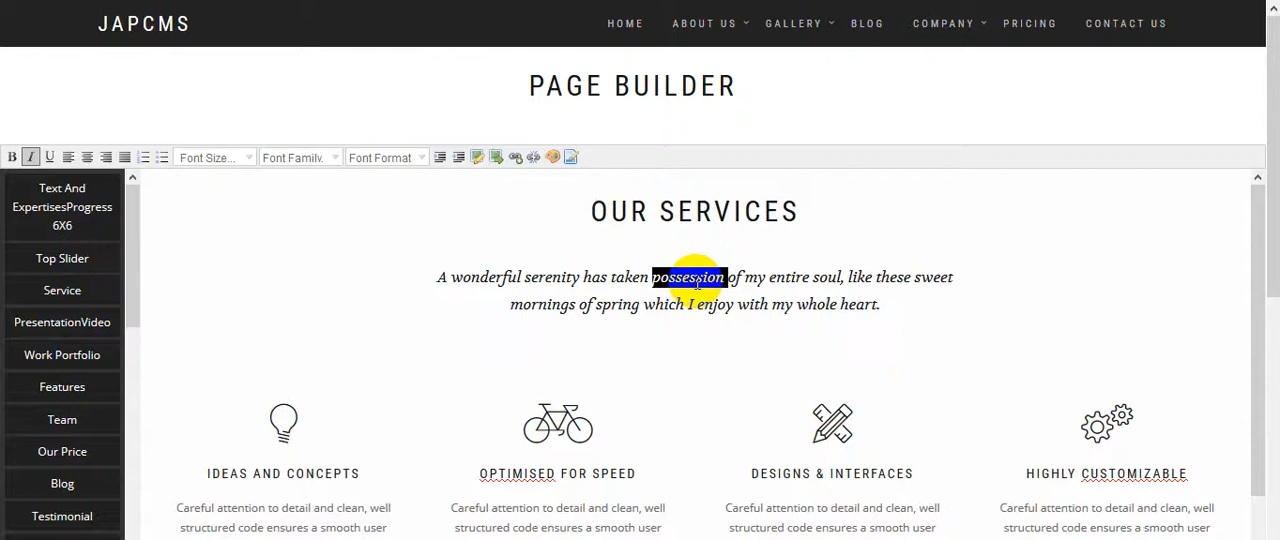 JAPCMS
HOME ABOUT US GALLERY BLOG COMPANY PRICING CONTACT US
PAGE BUILDER
B I U Font Size... Font Family. Font Format
Text And
ExpertisesProgress
6X6
Top Slider
Service
PresentationVideo
Work Portfolio
Features
Team
Our Price
Blog
Testimonial
OUR SERVICES
A wonderful serenity has taken possession of my entire soul, like these sweet
mornings of spring which I enjoy with my whole heart.
IDEAS AND CONCEPTS
Careful attention to detail and clean, well
structured code ensures a smooth user
OPTIMISED FOR SPEED
Careful attention to detail and clean, well
structured code ensures a smooth user
DESIGNS & INTERFACES
Careful attention to detail and clean, well
structured code ensures a smooth user
HIGHLY CUSTOMIZABLE
Careful attention to detail and clean, well
structured code ensures a smooth user